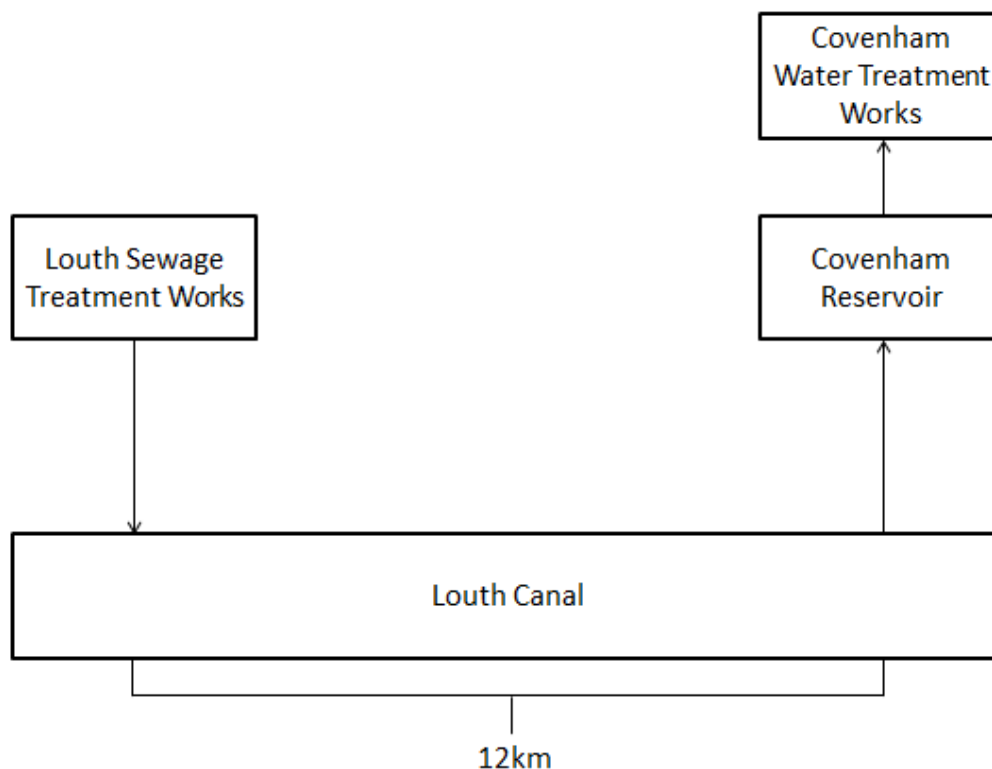 Covenham
Water Treatment
Works
Louth Sewage
Treatment Works
Covenham
Reservoir
Louth Canal
12km